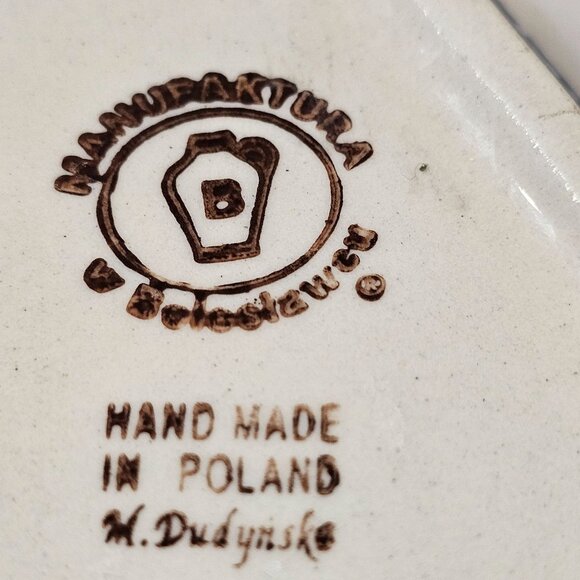 MANUFAKTURA
B
w Bolesławcu
®
HAND MADE
IN POLAND
M. Dudyńska